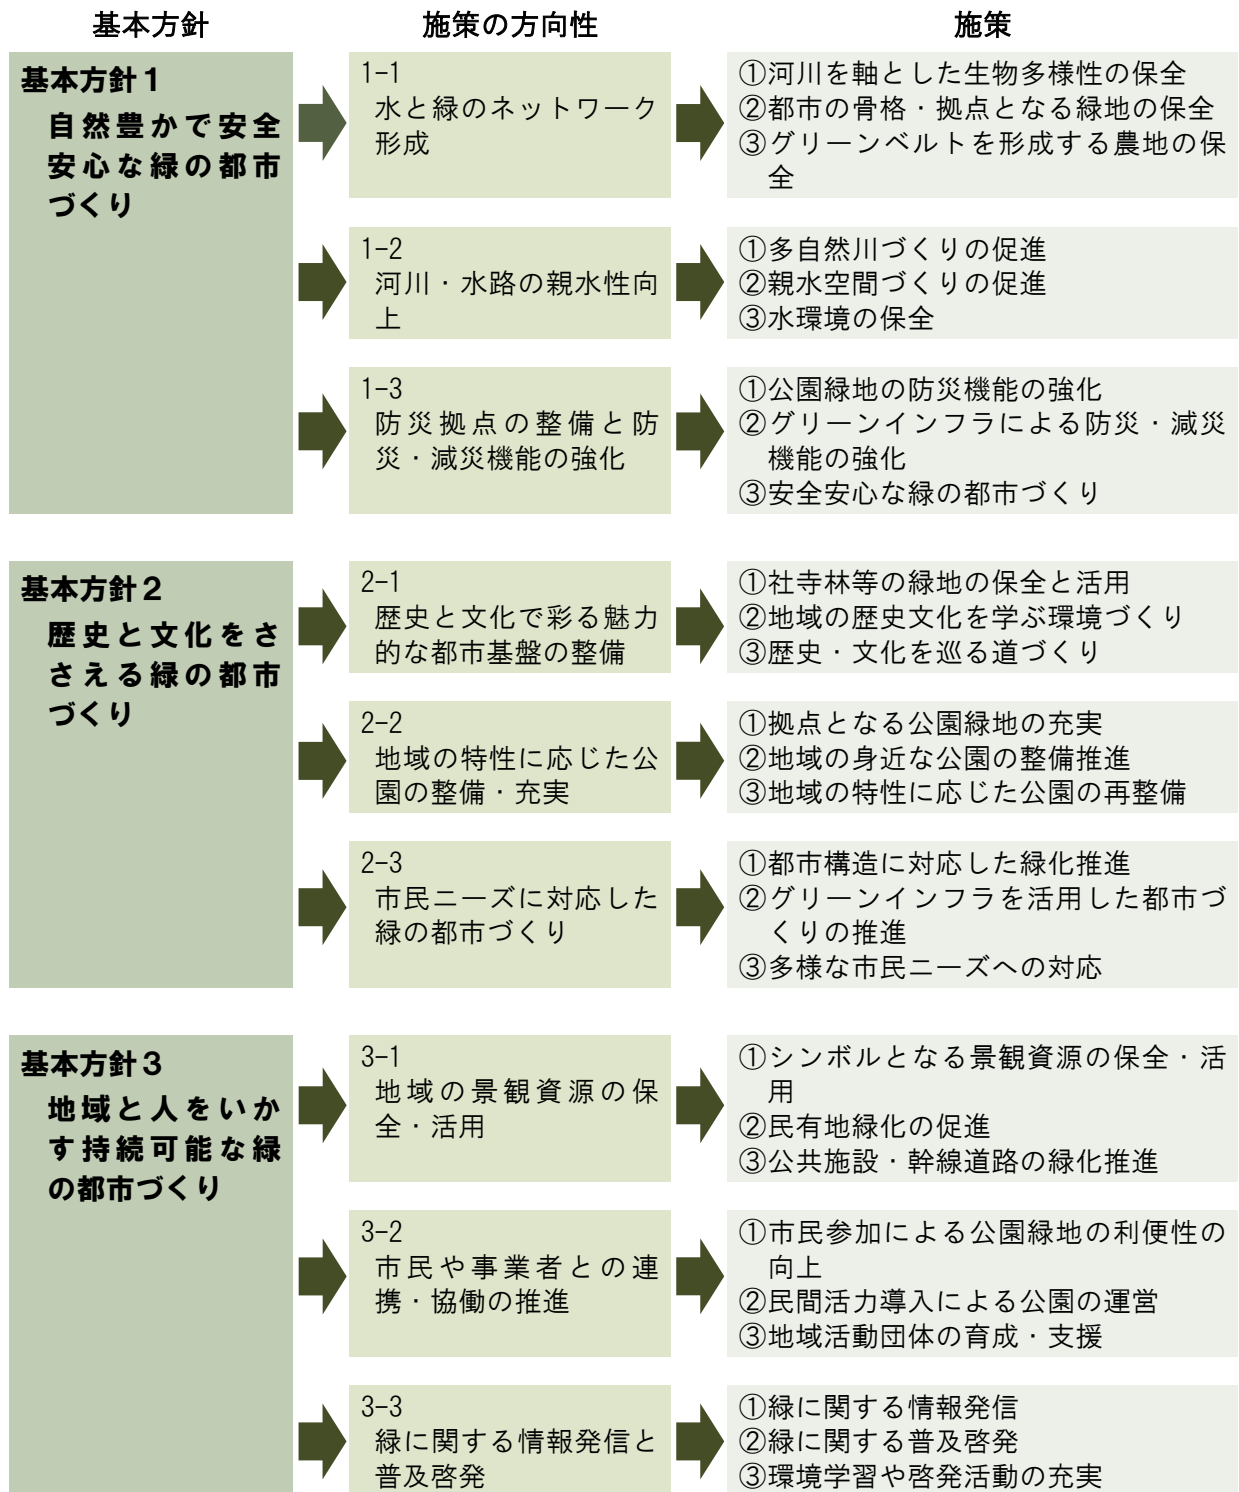 基本方針
施策の方向性
施策
基本方針１
自然豊かで安全
安心な緑の都市
づくり
1-1
水と緑のネットワーク
形成
①河川を軸とした生物多様性の保全
②都市の骨格・拠点となる緑地の保全
③グリーンベルトを形成する農地の保
全
1-2
河川・水路の親水性向
上
①多自然川づくりの促進
②親水空間づくりの促進
③水環境の保全
1-3
防災拠点の整備と防
災・減災機能の強化
①公園緑地の防災機能の強化
②グリーンインフラによる防災・減災
機能の強化
③安全安心な緑の都市づくり
基本方針２
歴史と文化をさ
さえる緑の都市
づくり
2-1
歴史と文化で彩る魅力
的な都市基盤の整備
①社寺林等の緑地の保全と活用
②地域の歴史文化を学ぶ環境づくり
③歴史・文化を巡る道づくり
2-2
地域の特性に応じた公
園の整備・充実
①拠点となる公園緑地の充実
②地域の身近な公園の整備推進
③地域の特性に応じた公園の再整備
2-3
市民ニーズに対応した
緑の都市づくり
①都市構造に対応した緑化推進
②グリーンインフラを活用した都市づ
くりの推進
③多様な市民ニーズへの対応
基本方針３
地域と人をいか
す持続可能な緑
の都市づくり
3-1
地域の景観資源の保
全・活用
①シンボルとなる景観資源の保全・活
用
②民有地緑化の促進
③公共施設・幹線道路の緑化推進
3-2
市民や事業者との連
携・協働の推進
①市民参加による公園緑地の利便性の
向上
②民間活力導入による公園の運営
③地域活動団体の育成・支援
3-3
緑に関する情報発信と
普及啓発
①緑に関する情報発信
②緑に関する普及啓発
③環境学習や啓発活動の充実